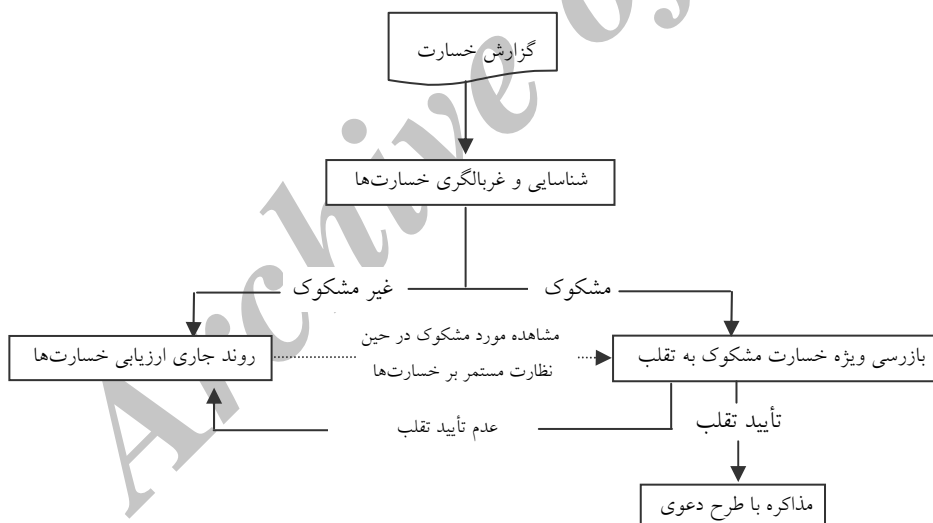 گزارش خسارت
شناسایی و غربالگری خسارت‌ها
مشکوک
غیر مشکوک
مشاهده مورد مشکوک در حین
نظارت مستمر بر خسارت‌ها
بازرسی ویژه خسارت مشکوک به تقلب
روند جاری ارزیابی خسارت‌ها
عدم تأیید تقلب
تأیید تقلب
مذاکره با طرح دعوی
Archive of